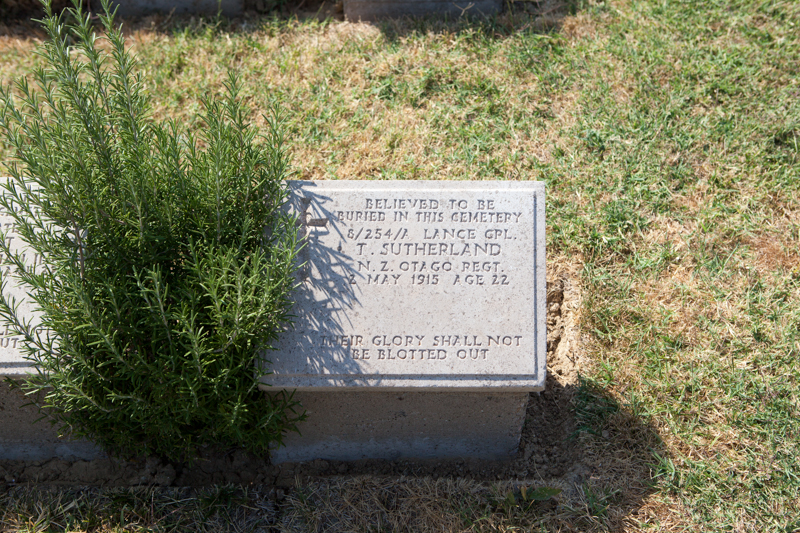 BELIEVED TO BE
BURIED IN THIS CEMETERY
8/254/A LANCE CPL.
T. SUTHERLAND
N.Z. OTAGO REGT.
2 MAY 1915 AGE 22
THEIR GLORY SHALL NOT
BE BLOTTED OUT